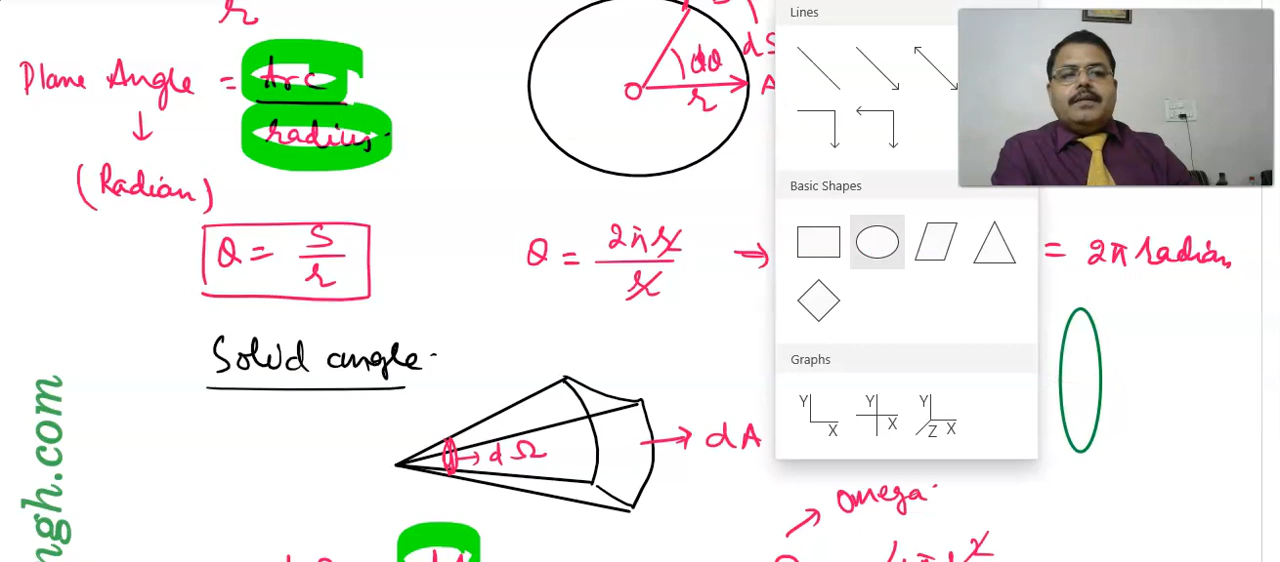 r
Plane Angle = Arc
radius
(Radian)
O
dθ
r
dS
A
Lines
Basic Shapes
Graphs
Y
X
Y
X
Y
Z X
θ = S
r
θ = 2πr
r
= 2π radian
Solid angle
dΩ
dA
Omega
ngh.com